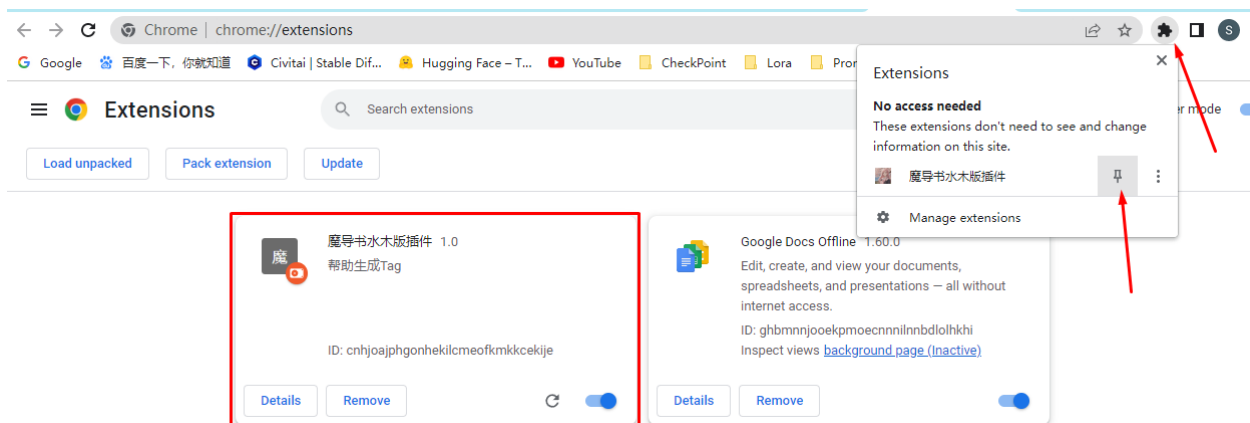 Chrome | chrome://extensions
S
Google 百度一下，你就知道 Civitai | Stable Dif... Hugging Face – T... YouTube CheckPoint Lora
Extensions
Search extensions
Load unpacked Pack extension Update
Extensions
No access needed
These extensions don't need to see and change
information on this site.
魔导书水木版插件
Manage extensions
魔
魔导书水木版插件 1.0
帮助生成Tag
ID: cnhjoajphgonhekilcmeofkmkkcekije
Details Remove
Google Docs Offline 1.60.0
Edit, create, and view your documents,
spreadsheets, and presentations — all without
internet access.
ID: ghbmnnjooekpmoecnnnilnnbdlolhkhi
Inspect views background page (Inactive)
Details Remove